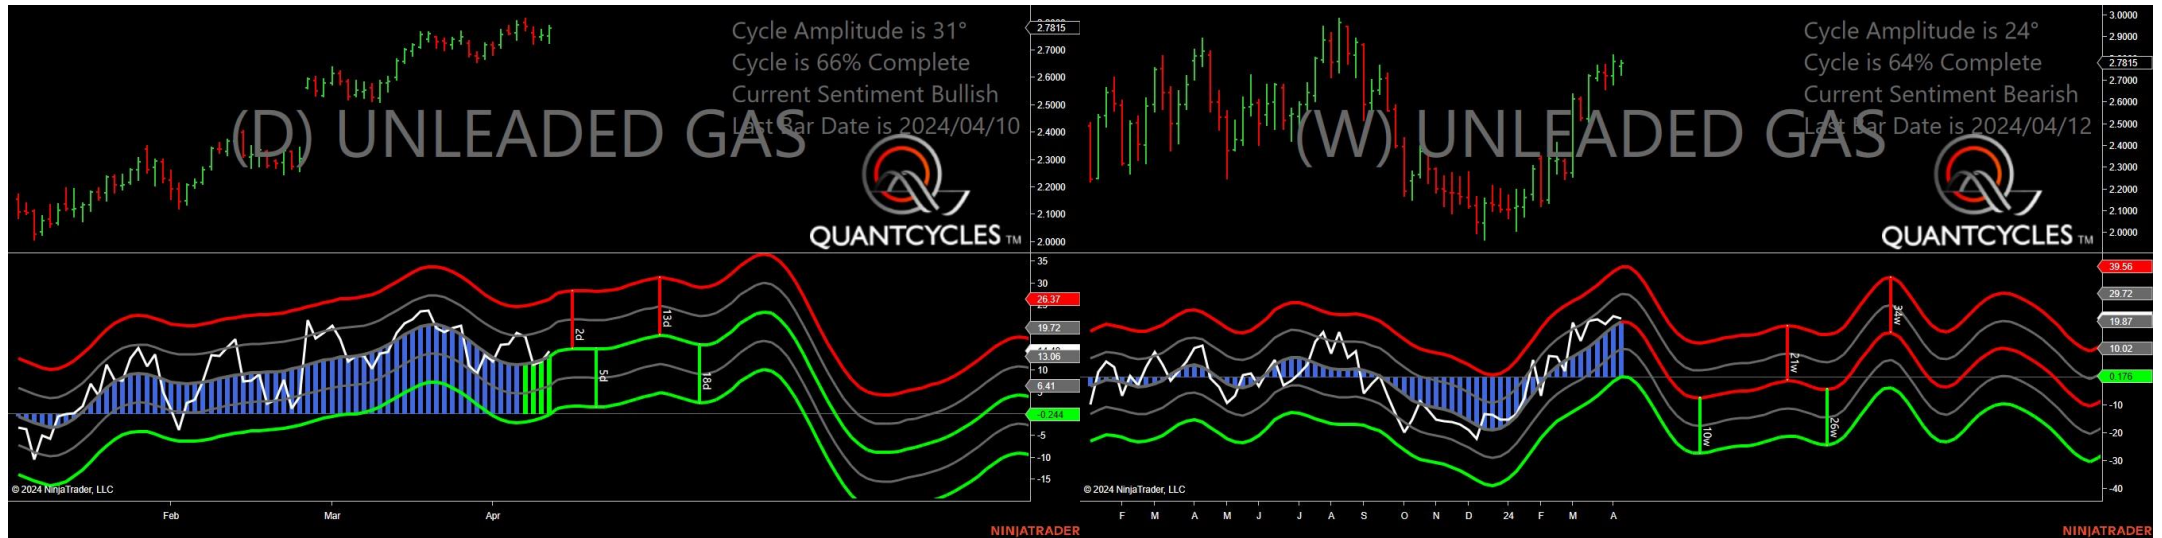 Cycle Amplitude is 31°
Cycle is 66% Complete
Current Sentiment Bullish
Last Bar Date is 2024/04/10
(D) UNLEADED GAS
QUANTCYCLES TM
2.7815
2.7000
2.6000
2.5000
2.4000
2.3000
2.2000
2.1000
2.0000
35
30
26.37
19.72
13.06
10
6.41
-0.244
-5
-10
-15
2d
5d
13d
18d
© 2024 NinjaTrader, LLC
Feb Mar Apr
NINJATRADER
Cycle Amplitude is 24°
Cycle is 64% Complete
Current Sentiment Bearish
Last Bar Date is 2024/04/12
(W) UNLEADED GAS
QUANTCYCLES TM
3.0000
2.9000
2.7815
2.7000
2.6000
2.5000
2.4000
2.3000
2.2000
2.1000
2.0000
39.56
29.72
19.87
10.02
0.176
-10
-20
-30
-40
10w
21w
26w
34w
© 2024 NinjaTrader, LLC
F M A M J J A S O N D 24 F M A
NINJATRADER